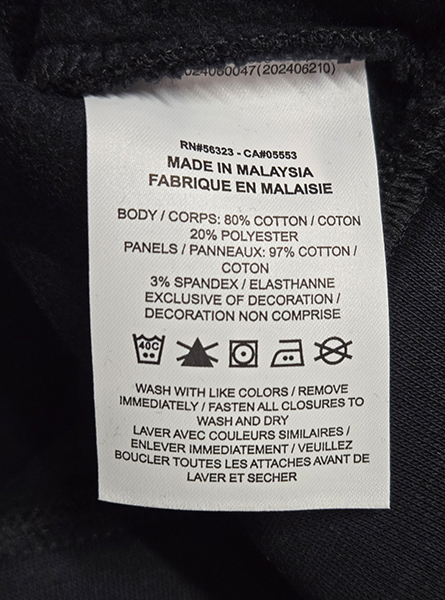 2024060047(202406210)
RN#56323 - CA#05553
MADE IN MALAYSIA
FABRIQUE EN MALAISIE
BODY / CORPS: 80% COTTON / COTON
20% POLYESTER
PANELS / PANNEAUX: 97% COTTON /
COTON
3% SPANDEX / ELASTHANNE
EXCLUSIVE OF DECORATION /
DECORATION NON COMPRISE
40C
WASH WITH LIKE COLORS / REMOVE
IMMEDIATELY / FASTEN ALL CLOSURES TO
WASH AND DRY
LAVER AVEC COULEURS SIMILAIRES /
ENLEVER IMMEDIATEMENT / VEUILLEZ
BOUCLER TOUTES LES ATTACHES AVANT DE
LAVER ET SECHER